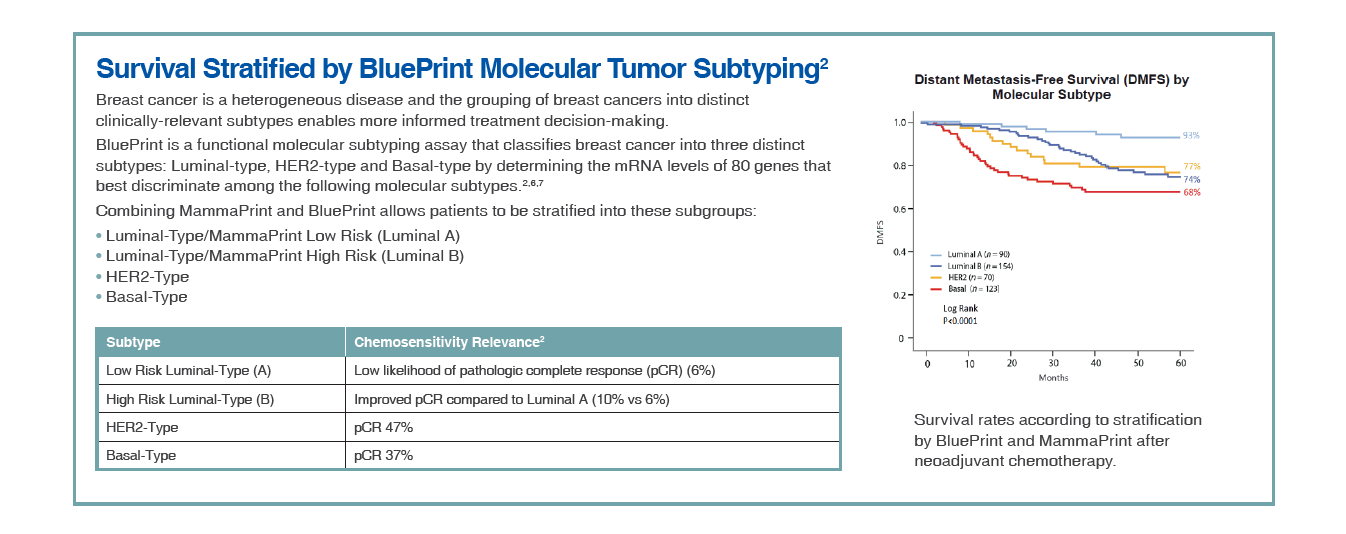 Survival Stratified by BluePrint Molecular Tumor Subtyping2
Breast cancer is a heterogeneous disease and the grouping of breast cancers into distinct
clinically-relevant subtypes enables more informed treatment decision-making.
BluePrint is a functional molecular subtyping assay that classifies breast cancer into three distinct
subtypes: Luminal-type, HER2-type and Basal-type by determining the mRNA levels of 80 genes that
best discriminate among the following molecular subtypes.2,6,7
Combining MammaPrint and BluePrint allows patients to be stratified into these subgroups:
• Luminal-Type/MammaPrint Low Risk (Luminal A)
• Luminal-Type/MammaPrint High Risk (Luminal B)
• HER2-Type
• Basal-Type
Subtype Chemosensitivity Relevance2
Low Risk Luminal-Type (A) Low likelihood of pathologic complete response (pCR) (6%)
High Risk Luminal-Type (B) Improved pCR compared to Luminal A (10% vs 6%)
HER2-Type pCR 47%
Basal-Type pCR 37%
Distant Metastasis-Free Survival (DMFS) by
Molecular Subtype
1.0
0.8
0.6
0.4
0.2
0
DMFS
93%
77%
74%
68%
Luminal A (n = 90)
Luminal B (n = 154)
HER2 (n = 70)
Basal (n = 123)
Log Rank
P<0.0001
0 10 20 30 40 50 60
Months
Survival rates according to stratification
by BluePrint and MammaPrint after
neoadjuvant chemotherapy.